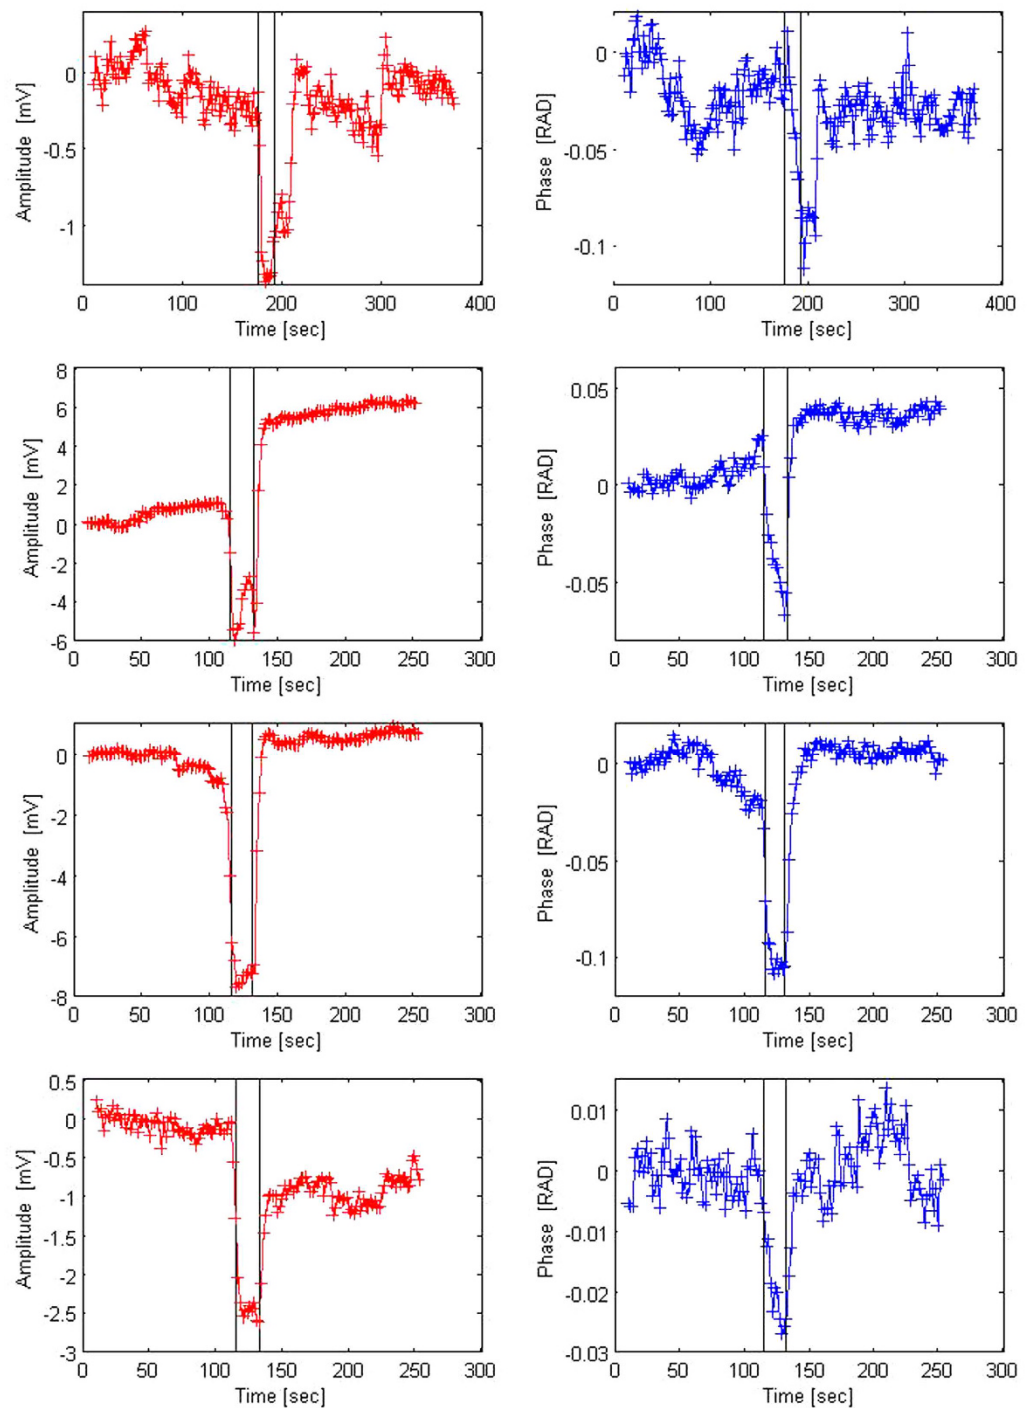 0
-0.5
-1
Amplitude [mV]
0 100 200 300 400
Time [sec]
0
-0.05
-0.1
Phase [RAD]
0 100 200 300 400
Time [sec]
8
6
4
2
0
-2
-4
-6
Amplitude [mV]
0 50 100 150 200 250 300
Time [sec]
0.05
0
-0.05
Phase [RAD]
0 50 100 150 200 250 300
Time [sec]
0
-2
-4
-6
-8
Amplitude [mV]
0 50 100 150 200 250 300
Time [sec]
0
-0.05
-0.1
Phase [RAD]
0 50 100 150 200 250 300
Time [sec]
0.5
0
-0.5
-1
-1.5
-2
-2.5
-3
Amplitude [mV]
0 50 100 150 200 250 300
Time [sec]
0.01
0
-0.01
-0.02
-0.03
Phase [RAD]
0 50 100 150 200 250 300
Time [sec]